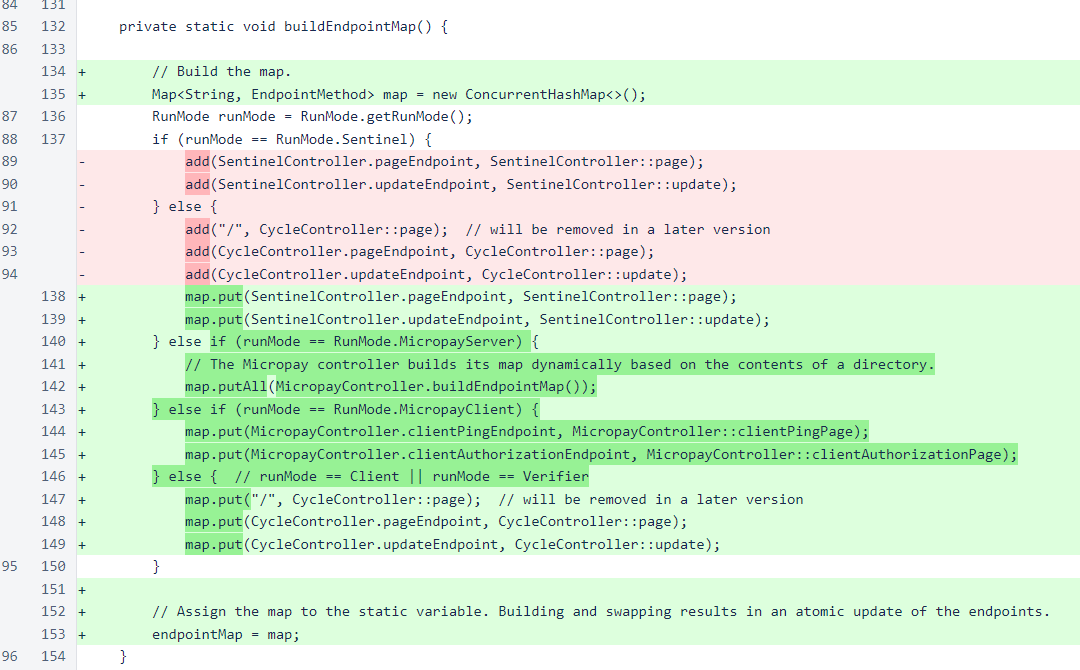 84 131
85 132 private static void buildEndpointMap() {
86 133
134 + // Build the map.
135 + Map<String, EndpointMethod> map = new ConcurrentHashMap<>();
87 136 RunMode runMode = RunMode.getRunMode();
88 137 if (runMode == RunMode.Sentinel) {
89 - add(SentinelController.pageEndpoint, SentinelController::page);
90 - add(SentinelController.updateEndpoint, SentinelController::update);
91 - } else {
92 - add("/", CycleController::page);  // will be removed in a later version
93 - add(CycleController.pageEndpoint, CycleController::page);
94 - add(CycleController.updateEndpoint, CycleController::update);
138 + map.put(SentinelController.pageEndpoint, SentinelController::page);
139 + map.put(SentinelController.updateEndpoint, SentinelController::update);
140 + } else if (runMode == RunMode.MicropayServer) {
141 + // The Micropay controller builds its map dynamically based on the contents of a directory.
142 + map.putAll(MicropayController.buildEndpointMap());
143 + } else if (runMode == RunMode.MicropayClient) {
144 + map.put(MicropayController.clientPingEndpoint, MicropayController::clientPingPage);
145 + map.put(MicropayController.clientAuthorizationEndpoint, MicropayController::clientAuthorizationPage);
146 + } else {  // runMode == Client || runMode == Verifier
147 + map.put("/", CycleController::page);  // will be removed in a later version
148 + map.put(CycleController.pageEndpoint, CycleController::page);
149 + map.put(CycleController.updateEndpoint, CycleController::update);
95 150 }
151 +
152 + // Assign the map to the static variable. Building and swapping results in an atomic update of the endpoints.
153 + endpointMap = map;
96 154 }